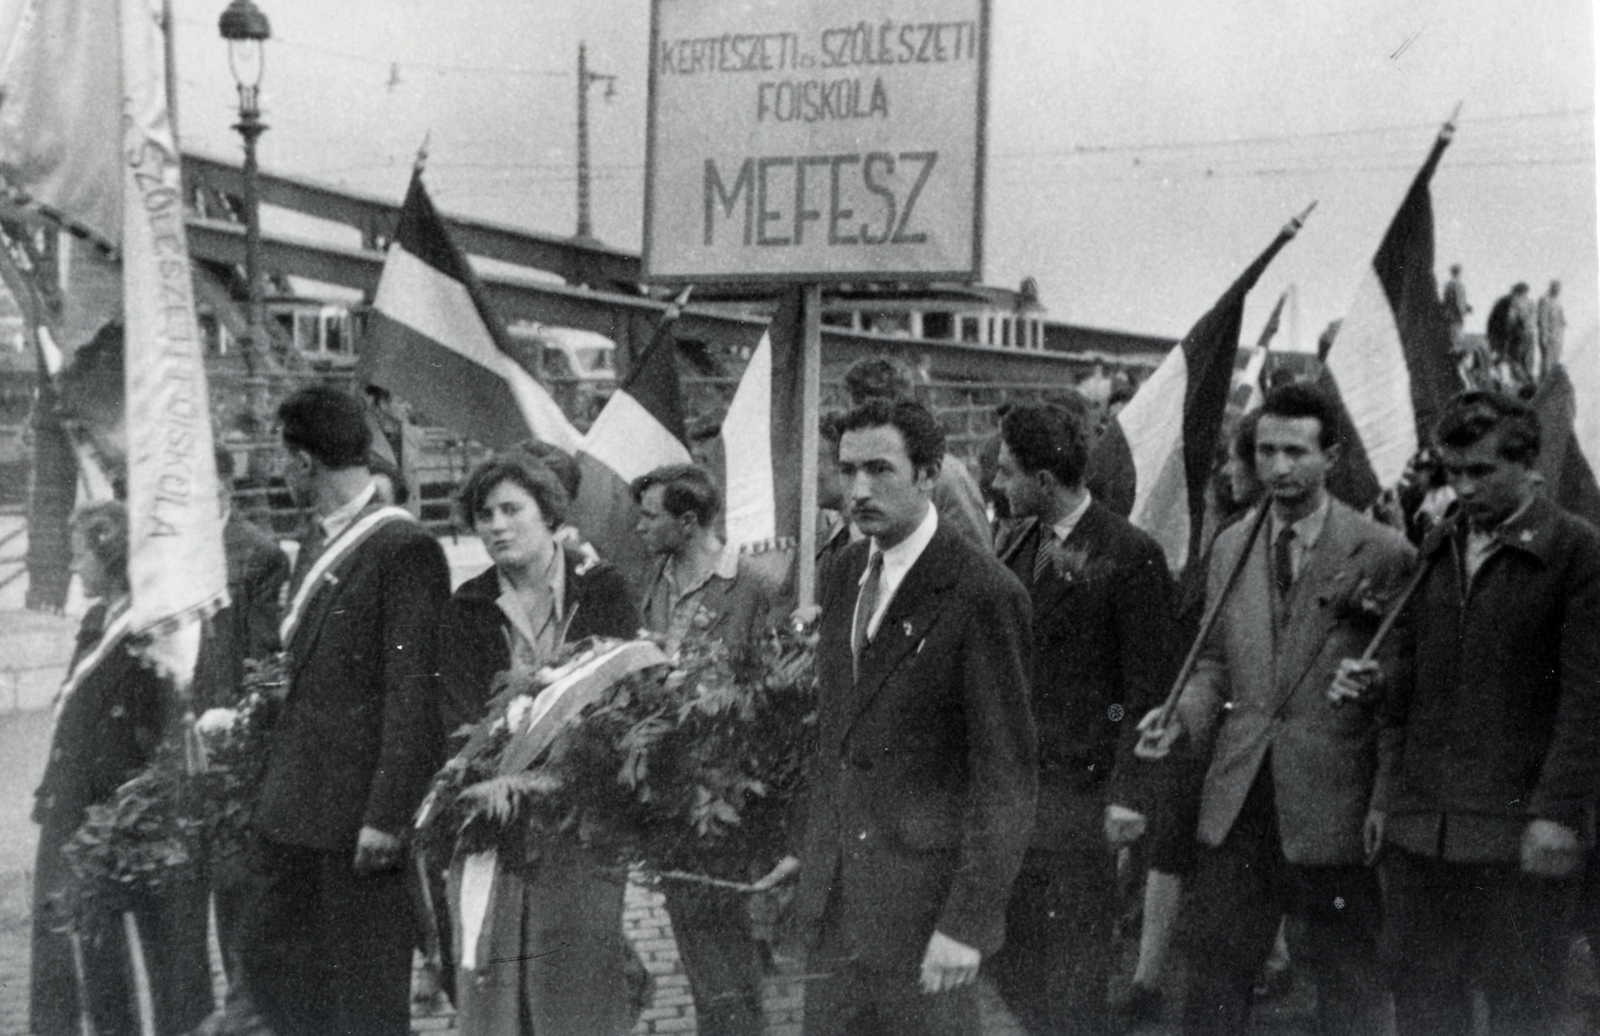 KERTÉSZETI és SZŐLÉSZETI
FŐISKOLA
MEFESZ
SZŐLÉSZETI FŐISKOLA